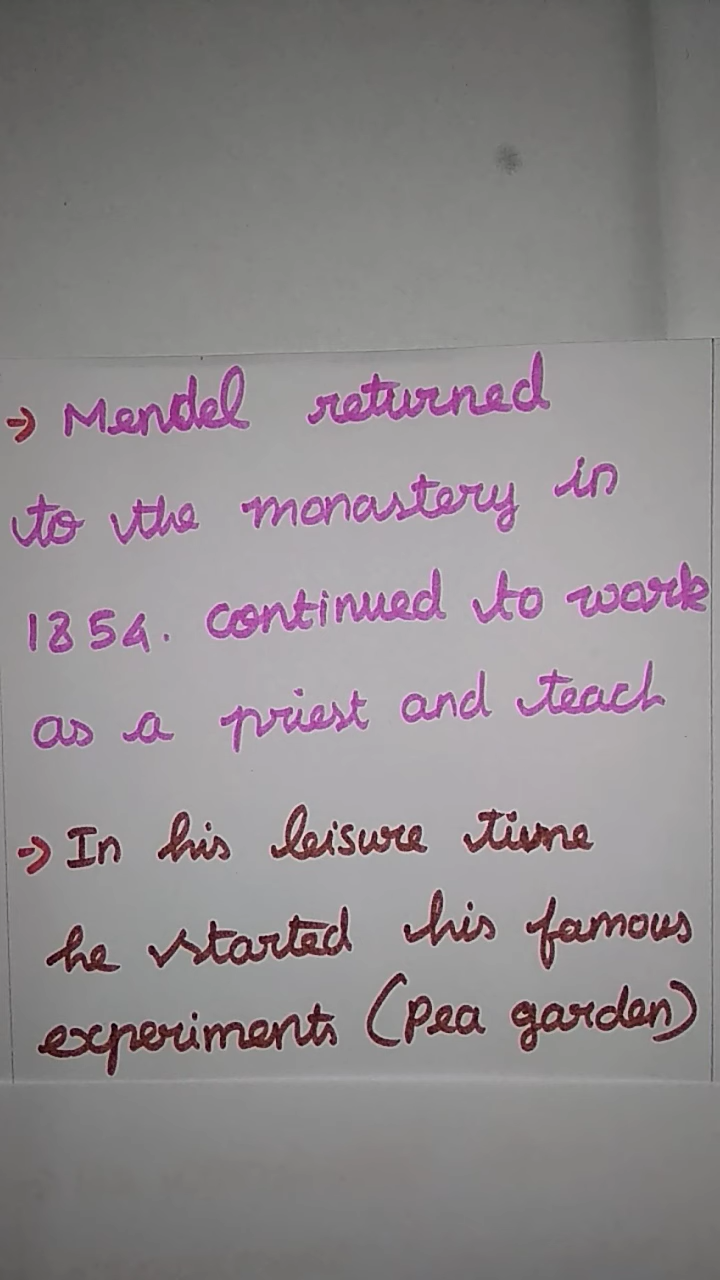 → Mendel returned
to the monastery in
1854. continued to work
as a priest and teach
→ In his leisure time
he started his famous
experiments (Pea garden)